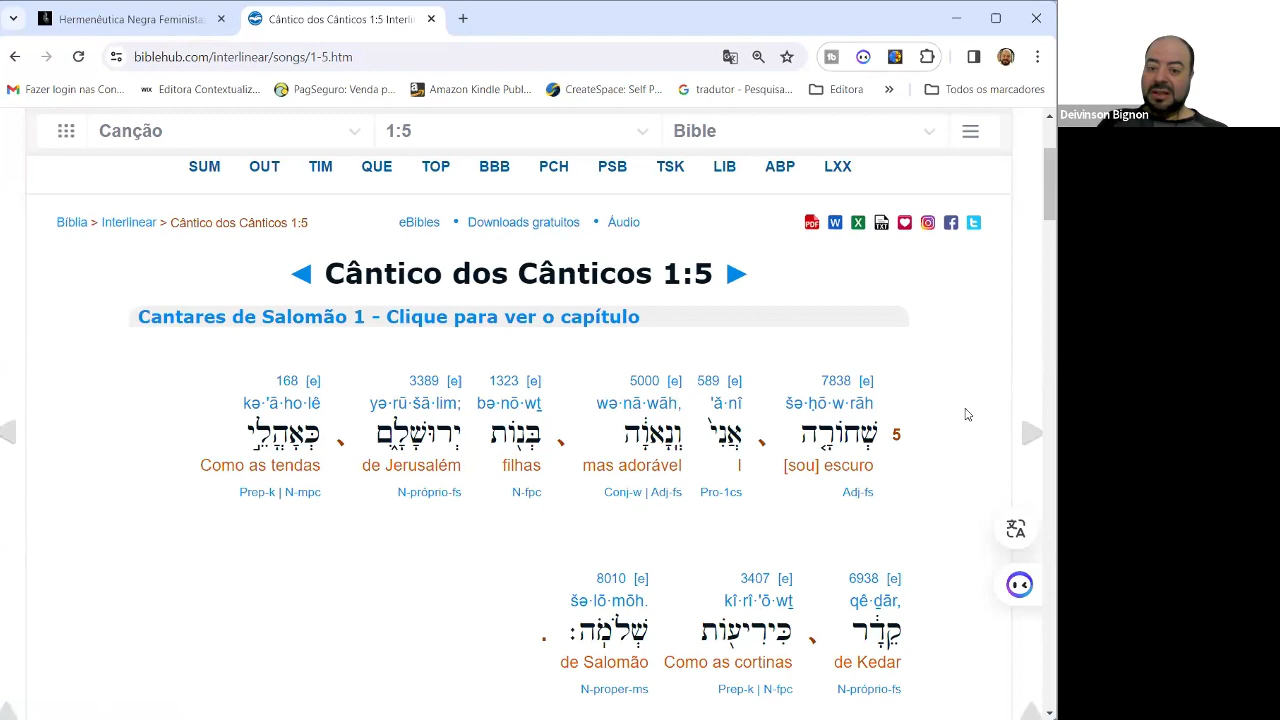 Hermenêutica Negra Feminista
Cântico dos Cânticos 1:5 Interli
biblehub.com/interlinear/songs/1-5.htm
Fazer login nas Con...
WIX Editora Contextualiz...
PagSeguro: Venda p...
Amazon Kindle Publ...
CreateSpace: Self P...
tradutor - Pesquisa...
Editora
»
Todos os marcadores
Deivinson Bignon
Canção 1:5 Bible
SUM OUT TIM QUE TOP BBB PCH PSB TSK LIB ABP LXX
Bíblia > Interlinear > Cântico dos Cânticos 1:5
eBibles • Downloads gratuitos • Áudio
PDF W X TXT
◄ Cântico dos Cânticos 1:5 ►
Cantares de Salomão 1 - Clique para ver o capítulo
168 [e] 3389 [e] 1323 [e] 5000 [e] 589 [e] 7838 [e]
kə·’ā·ho·lê yə·rū·šā·lim; bə·nō·wṯ wə·nā·wāh, ’ă·nî šə·ḥō·w·rāh
5 שְׁחוֹרָ֤ה 、 אֲנִי֙ וְֽנָאוָ֔ה 、 בְּנ֖וֹת יְרוּשָׁלִָ֑ם 、 כְּאָהֳלֵ֣י
Como as tendas de Jerusalém filhas mas adorável I [sou] escuro
Prep-k | N-mpc N-próprio-fs N-fpc Conj-w | Adj-fs Pro-1cs Adj-fs
8010 [e] 3407 [e] 6938 [e]
šə·lō·mōh. kî·rî·‘ō·wṯ qê·ḏār,
קֵדָ֔ר 、 כִּירִיע֖וֹת שְׁלֹמֹֽה׃ .
de Salomão Como as cortinas de Kedar
N-proper-ms Prep-k | N-fpc N-próprio-fs